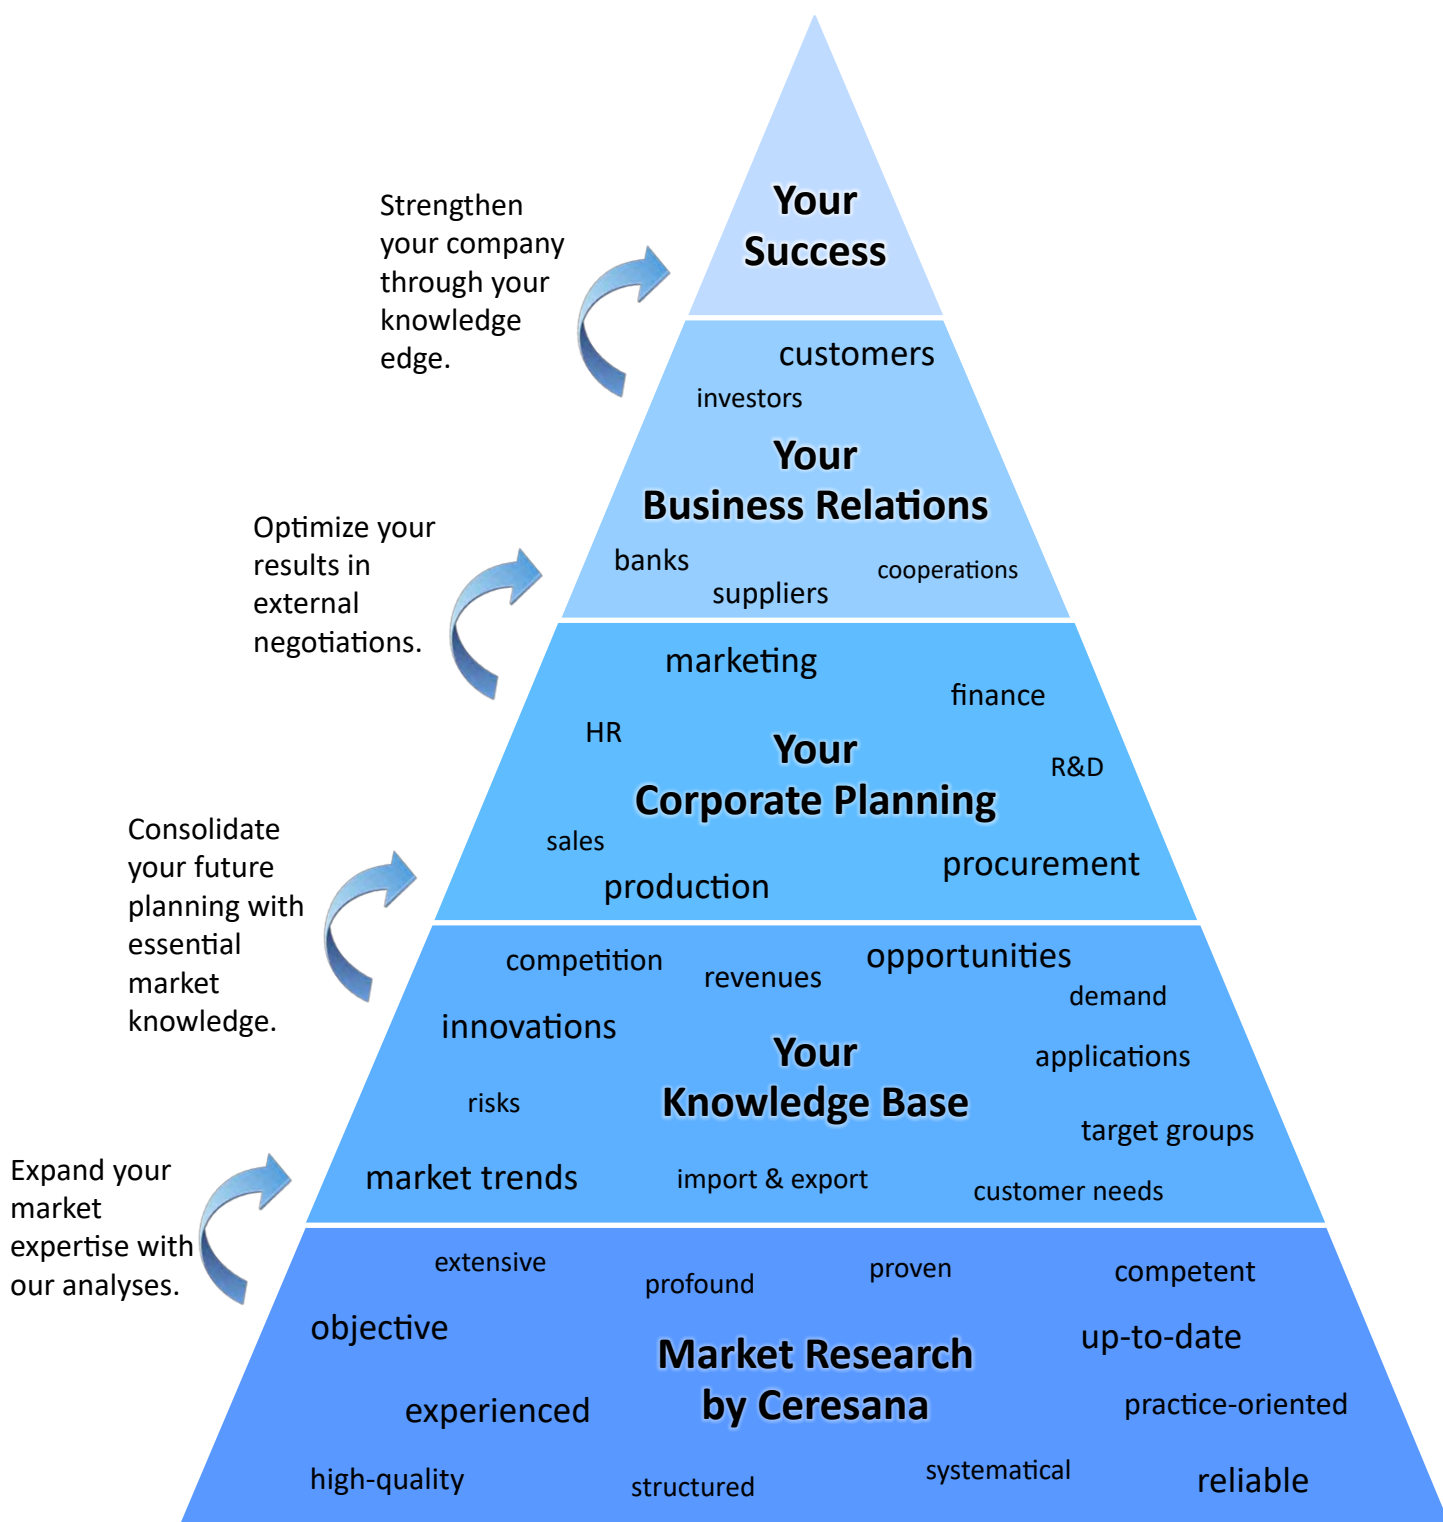 Your
Success
Strengthen
your company
through your
knowledge
edge.
customers
investors
Your
Business Relations
banks
cooperations
suppliers
Optimize your
results in
external
negotiations.
marketing
finance
HR
Your
R&D
Corporate Planning
sales
procurement
production
Consolidate
your future
planning with
essential
market
knowledge.
opportunities
competition
revenues
demand
innovations
Your
applications
Knowledge Base
risks
target groups
market trends
import & export
customer needs
Expand your
market
expertise with
our analyses.
extensive
proven
competent
profound
objective
up-to-date
Market Research
by Ceresana
experienced
practice-oriented
high-quality
systematical
reliable
structured